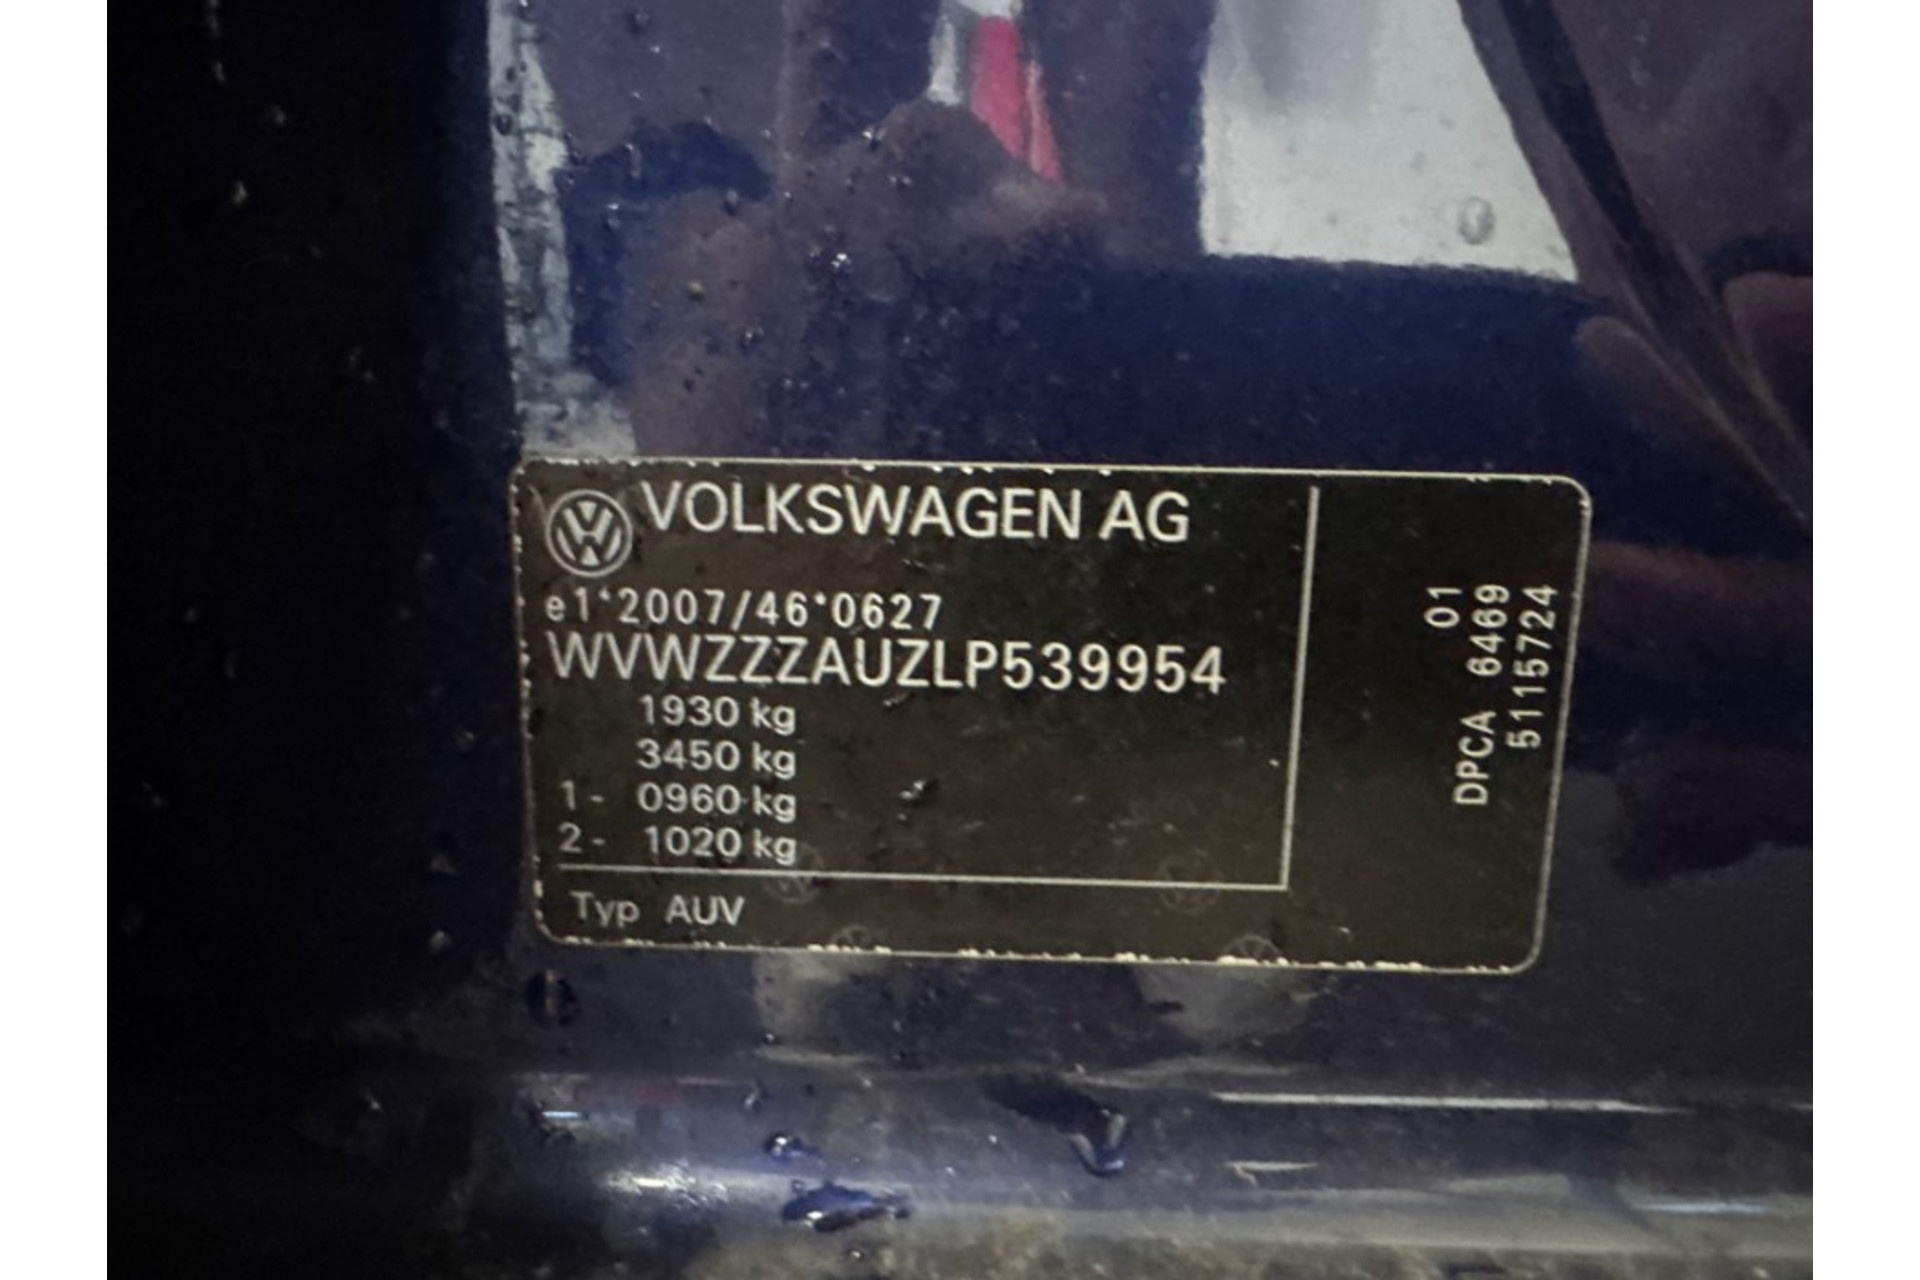 VOLKSWAGEN AG
e1*2007/46*0627
WVWZZZAUZLP539954
1930 kg
3450 kg
1- 0960 kg
2- 1020 kg
Typ AUV
01
DPCA 6469
5115724